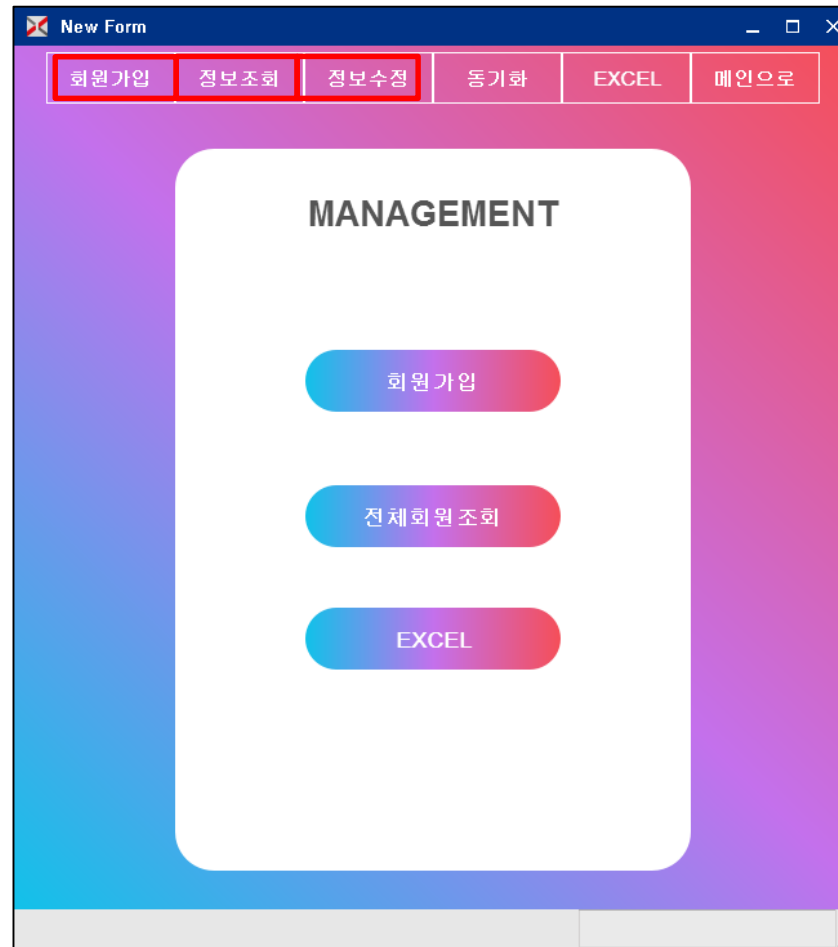 New Form
회원가입 정보조회 정보수정 동기화 EXCEL 메인으로
MANAGEMENT
회원가입
전체회원조회
EXCEL